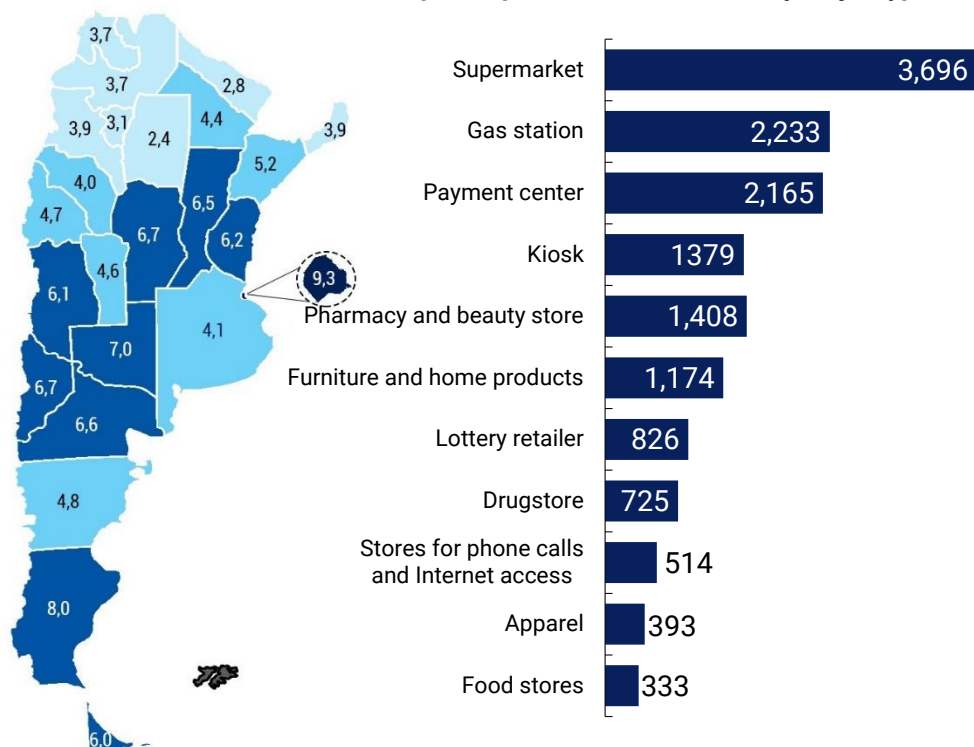 3,7
3,7
2,8
4,4
3,9
3,1
2,4
3,9
5,2
4,0
4,7
6,5
6,7
6,2
4,6
9,3
6,1
4,1
7,0
6,7
6,6
4,8
8,0
6,0
Supermarket 3,696
Gas station 2,233
Payment center 2,165
Kiosk 1379
Pharmacy and beauty store 1,408
Furniture and home products 1,174
Lottery retailer 826
Drugstore 725
Stores for phone calls
and Internet access 514
Apparel 393
Food stores 333